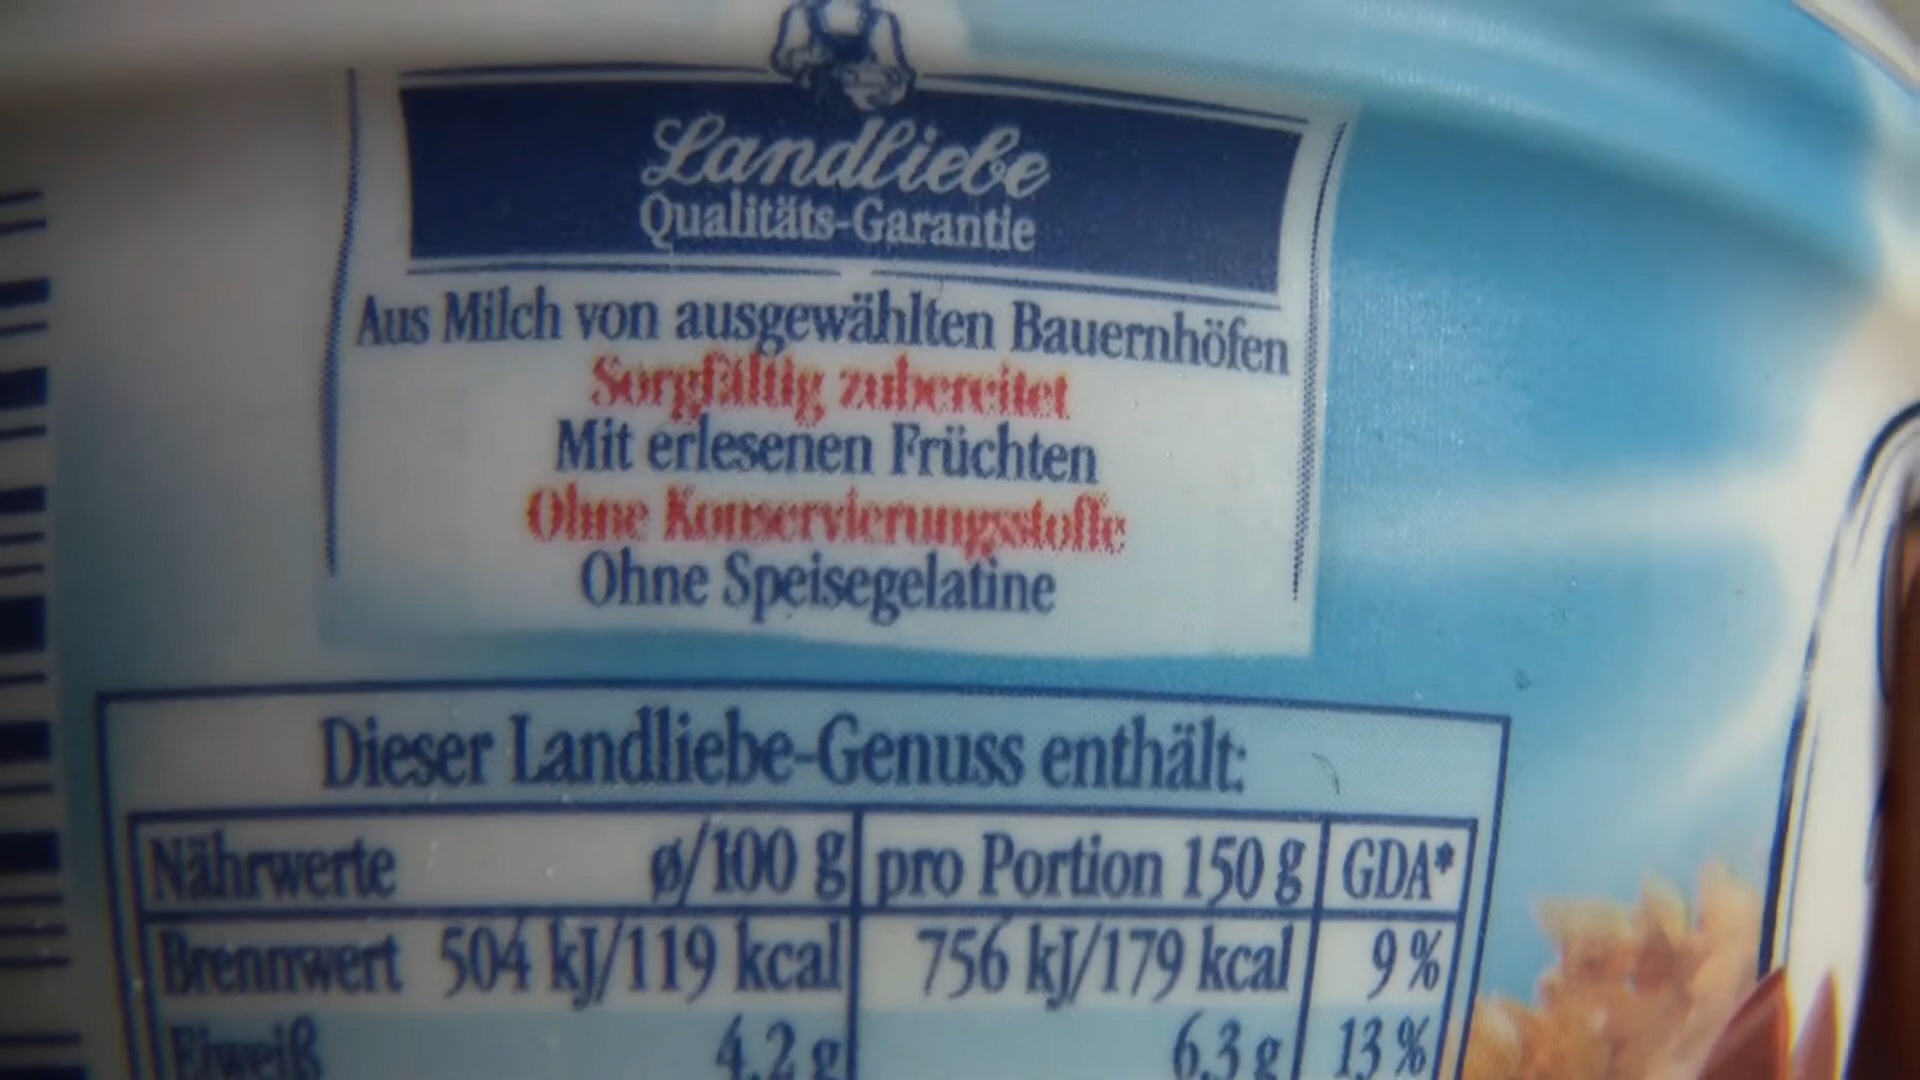 Landliebe
Qualitäts-Garantie
Aus Milch von ausgewählten Bauernhöfen
Sorgfältig zubereitet
Mit erlesenen Früchten
Ohne Konservierungsstoffe
Ohne Speisegelatine
Dieser Landliebe-Genuss enthält:
Nährwerte ø/100 g pro Portion 150 g GDA*
Brennwert 504 kJ/119 kcal 756 kJ/179 kcal 9 %
Eiweiß 4,2 g 6,3 g 13 %